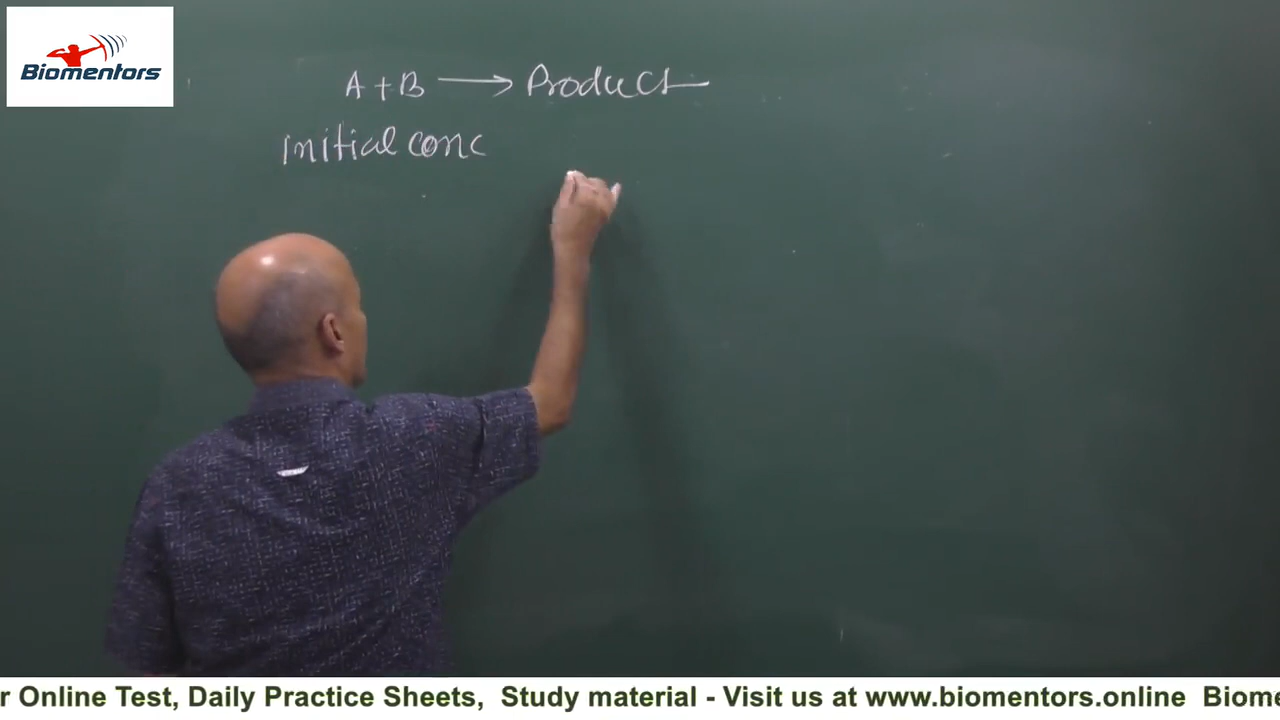 Biomentors
A + B ⟶ Product
Initial conc
r Online Test, Daily Practice Sheets, Study material - Visit us at www.biomentors.online Biome